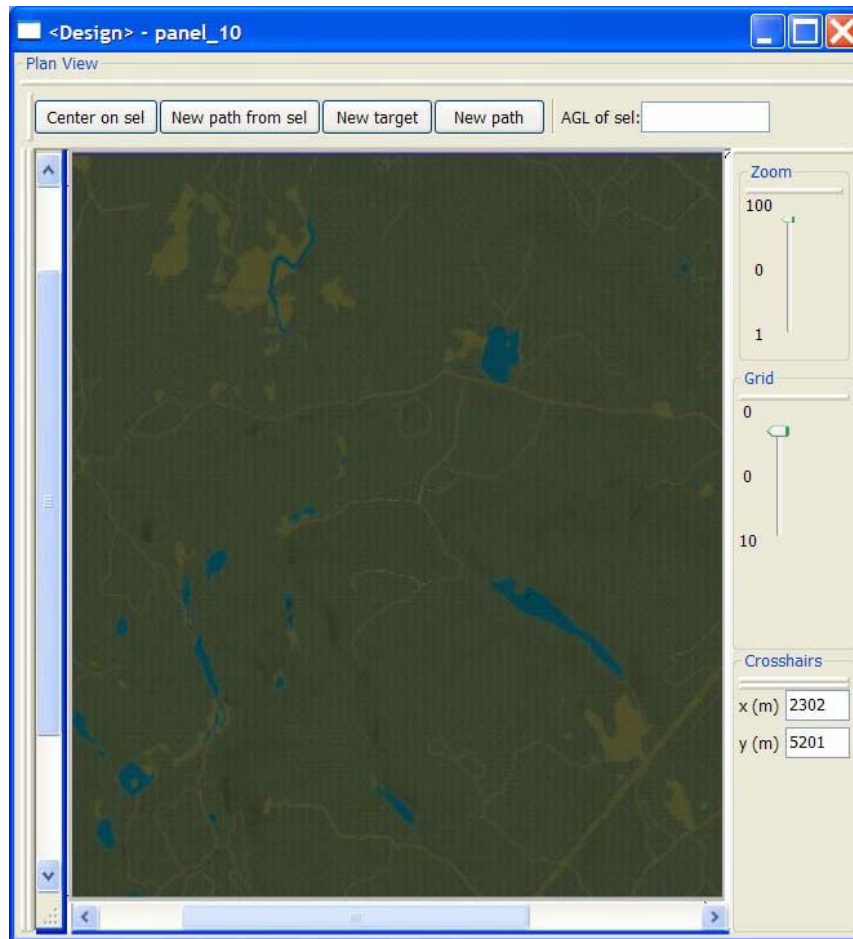 <Design> - panel_10
Plan View
Center on sel New path from sel New target New path AGL of sel:
Zoom
100
0
1
Grid
0
0
10
Crosshairs
x (m) 2302
y (m) 5201